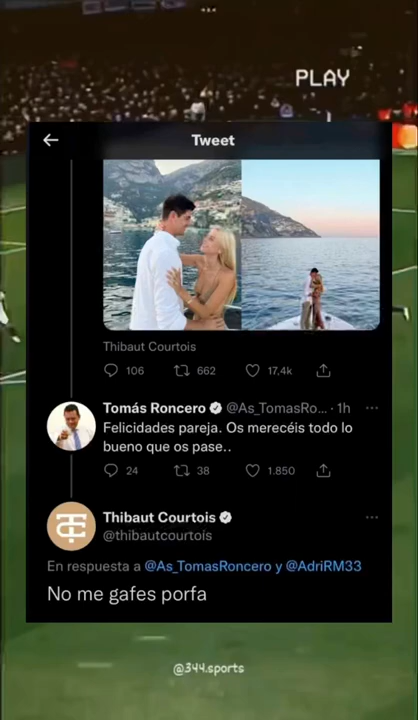 PLAY
Tweet
Thibaut Courtois
106 662 17,4k
Tomás Roncero @As_TomasRo... · 1h
Felicidades pareja. Os merecéis todo lo
bueno que os pase..
24 38 1.850
Thibaut Courtois
@thibautcourtois
En respuesta a @As_TomasRoncero y @AdriRM33
No me gafes porfa
@344.sports